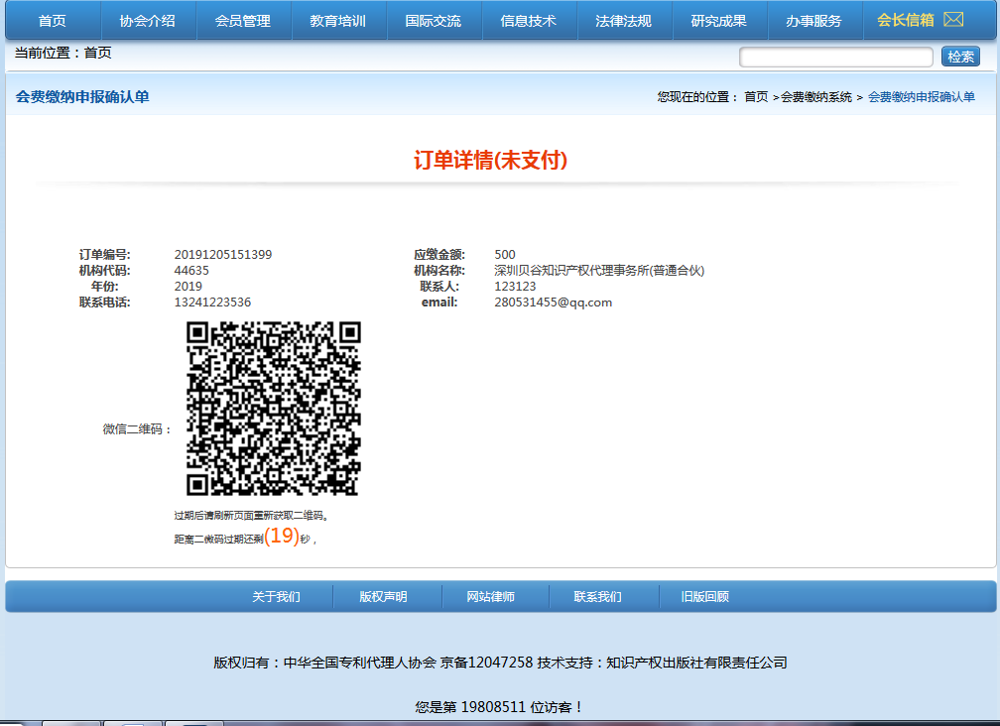 首页 协会介绍 会员管理 教育培训 国际交流 信息技术 法律法规 研究成果 办事服务 会长信箱
当前位置：首页 检索
会费缴纳申报确认单 您现在的位置： 首页 >会费缴纳系统 > 会费缴纳申报确认单
订单详情(未支付)
订单编号: 20191205151399 应缴金额: 500
机构代码: 44635 机构名称: 深圳贝谷知识产权代理事务所(普通合伙)
年份: 2019 联系人: 123123
联系电话: 13241223536 email: 280531455@qq.com
微信二维码：
过期后请刷新页面重新获取二维码。
距离二微码过期还剩(19)秒，
关于我们 版权声明 网站律师 联系我们 旧版回顾
版权归有：中华全国专利代理人协会 京备12047258 技术支持：知识产权出版社有限责任公司
您是第 19808511 位访客！